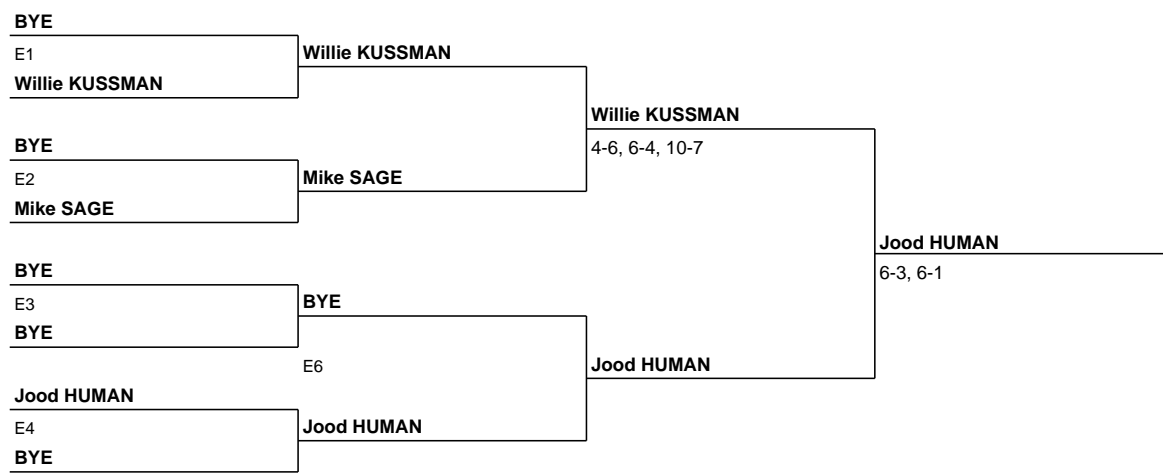 BYE
E1
Willie KUSSMAN
Willie KUSSMAN
Willie KUSSMAN
4-6, 6-4, 10-7
BYE
E2
Mike SAGE
Mike SAGE
Jood HUMAN
6-3, 6-1
BYE
E3
BYE
BYE
E6
Jood HUMAN
Jood HUMAN
E4
BYE
Jood HUMAN